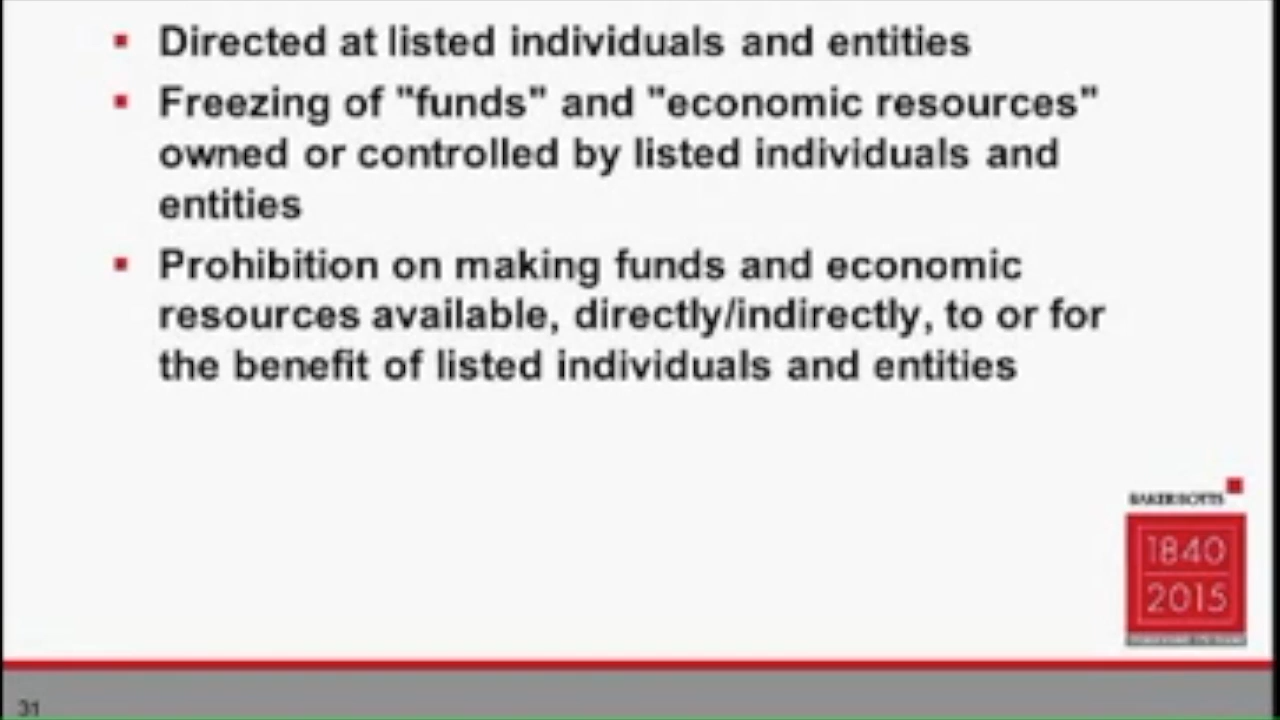 Directed at listed individuals and entities
Freezing of "funds" and "economic resources"
owned or controlled by listed individuals and
entities
Prohibition on making funds and economic
resources available, directly/indirectly, to or for
the benefit of listed individuals and entities
BAKER BOTTS
1840
2015
31